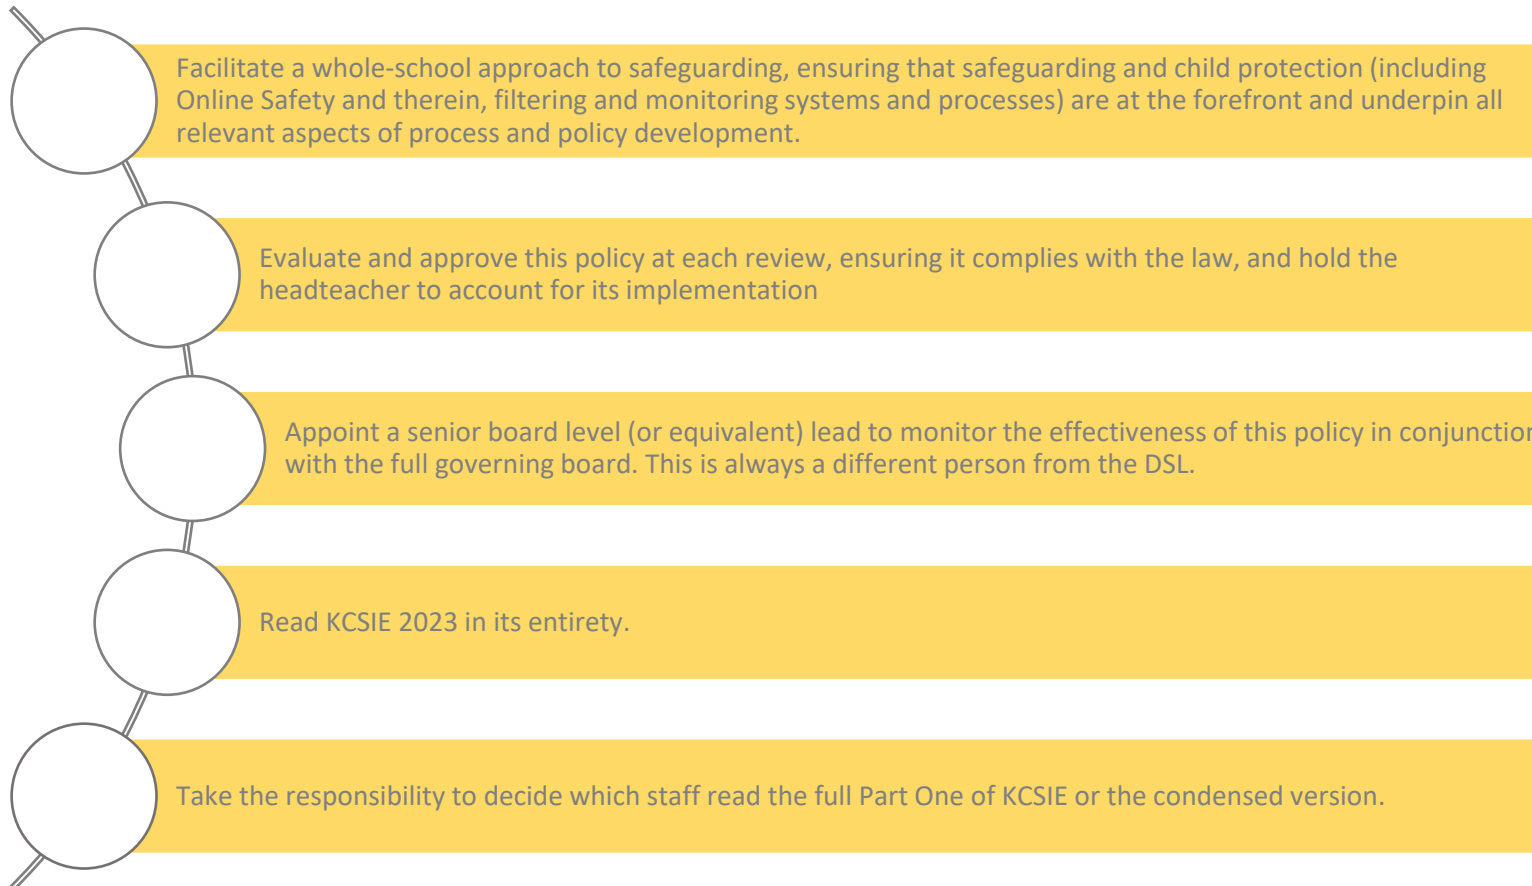 Facilitate a whole-school approach to safeguarding, ensuring that safeguarding and child protection (including
Online Safety and therein, filtering and monitoring systems and processes) are at the forefront and underpin all
relevant aspects of process and policy development.
Evaluate and approve this policy at each review, ensuring it complies with the law, and hold the
headteacher to account for its implementation
Appoint a senior board level (or equivalent) lead to monitor the effectiveness of this policy in conjunction
with the full governing board. This is always a different person from the DSL.
Read KCSIE 2023 in its entirety.
Take the responsibility to decide which staff read the full Part One of KCSIE or the condensed version.